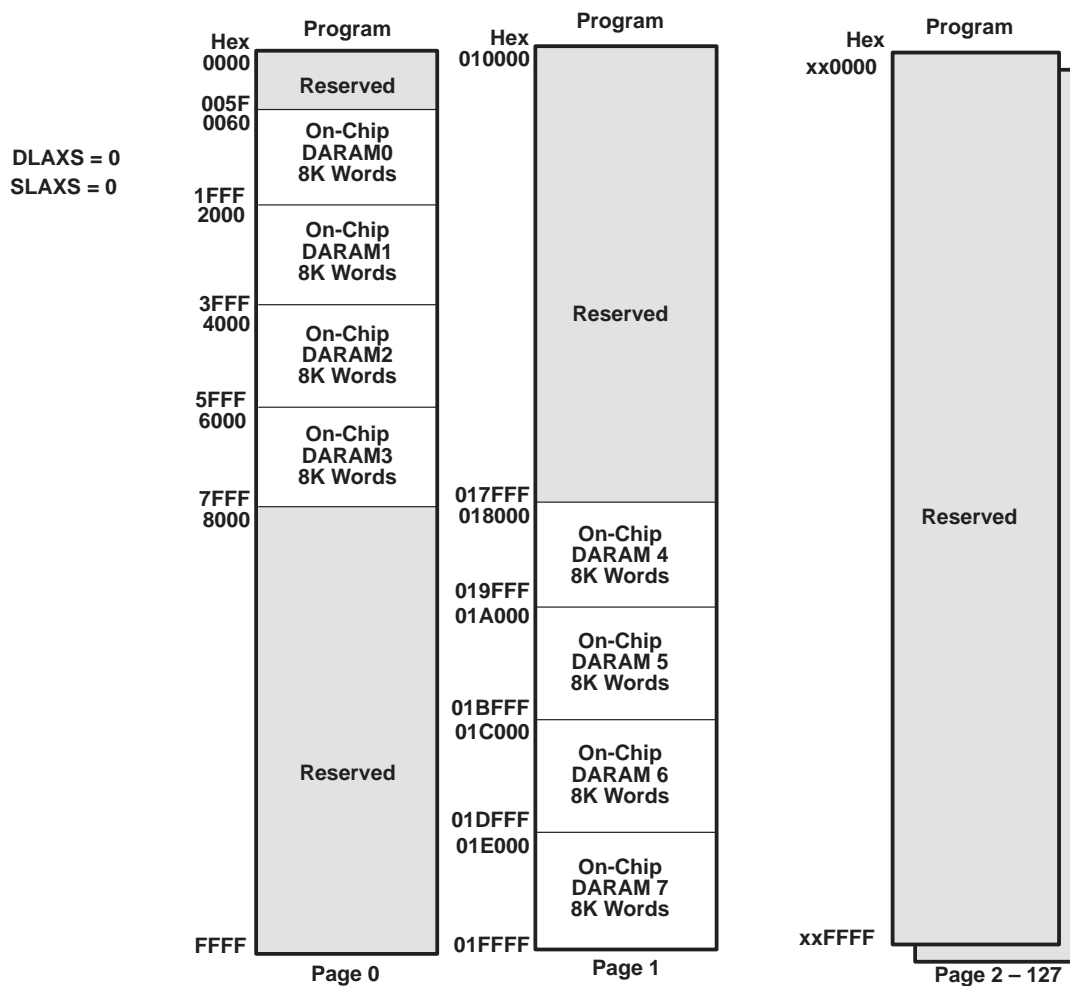 DLAXS = 0
SLAXS = 0
Hex
Program
0000
Reserved
005F
0060
On-Chip
DARAM0
8K Words
1FFF
2000
On-Chip
DARAM1
8K Words
3FFF
4000
On-Chip
DARAM2
8K Words
5FFF
6000
On-Chip
DARAM3
8K Words
7FFF
8000
Reserved
FFFF
Page 0
Hex
Program
010000
Reserved
017FFF
018000
On-Chip
DARAM 4
8K Words
019FFF
01A000
On-Chip
DARAM 5
8K Words
01BFFF
01C000
On-Chip
DARAM 6
8K Words
01DFFF
01E000
On-Chip
DARAM 7
8K Words
01FFFF
Page 1
Hex
Program
xx0000
Reserved
xxFFFF
Page 2 – 127